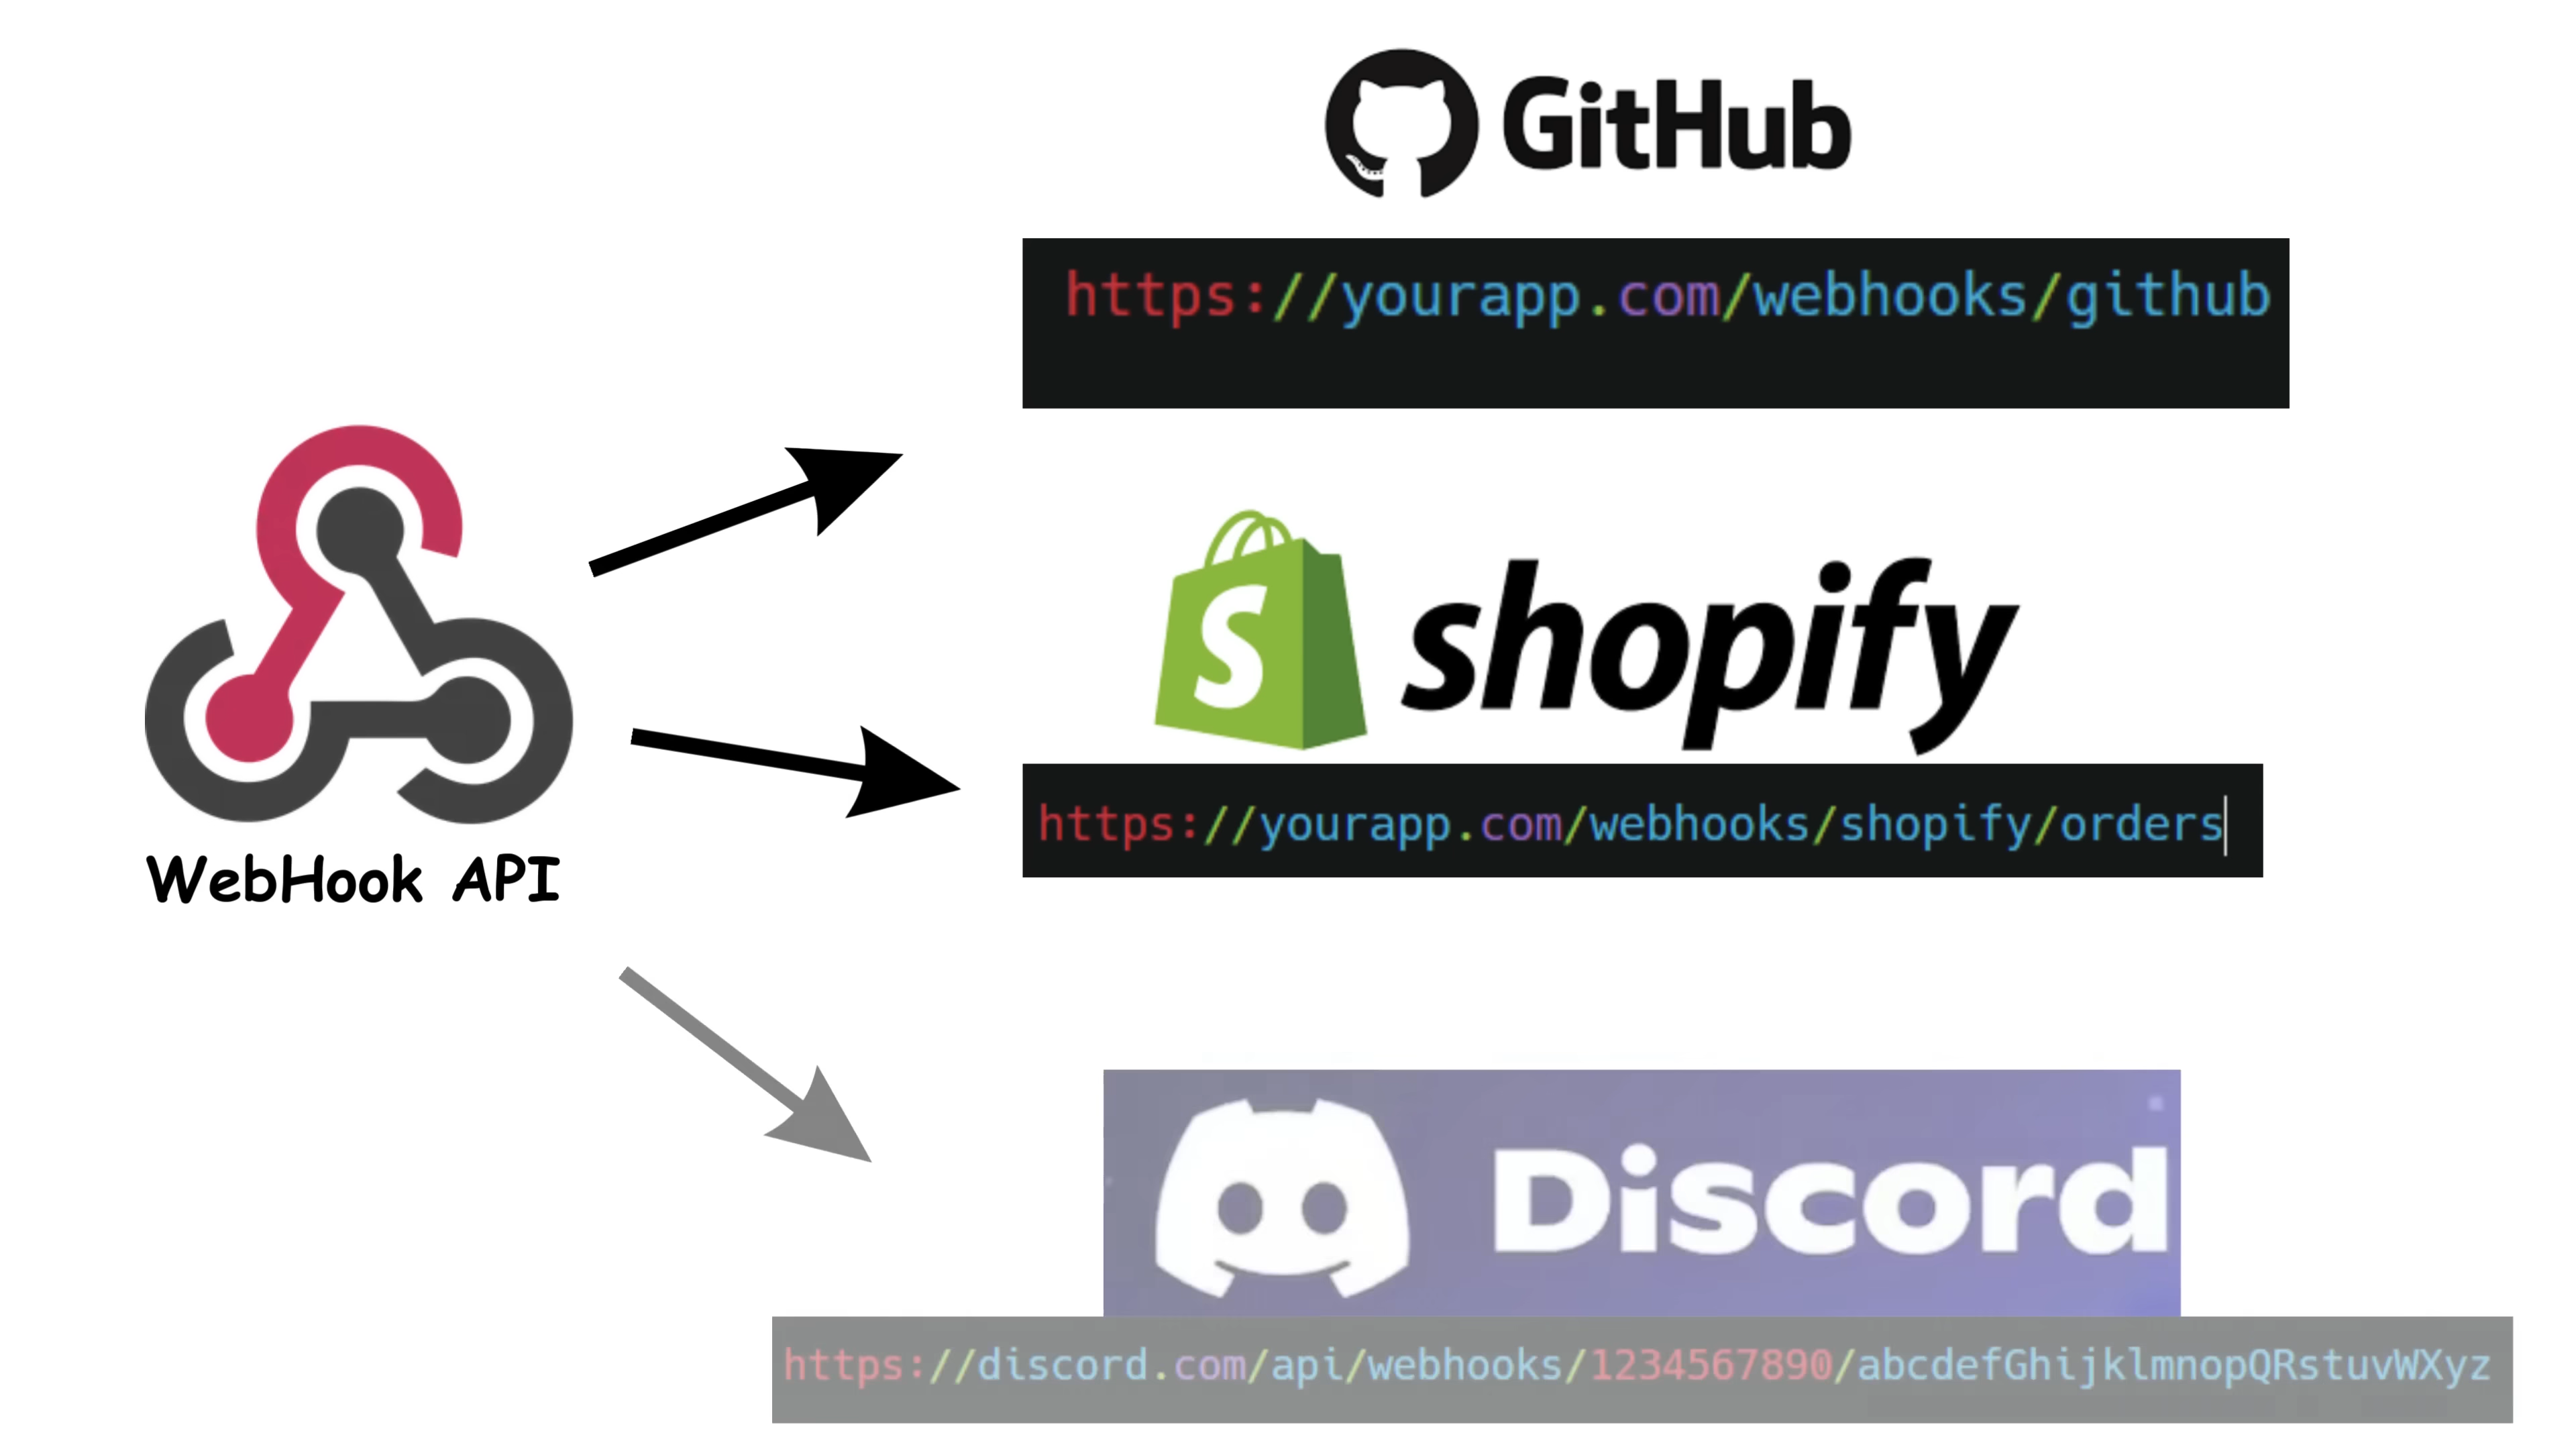 GitHub
https://yourapp.com/webhooks/github
S shopify
https://yourapp.com/webhooks/shopify/orders
WebHook API
Discord
https://discord.com/api/webhooks/1234567890/abcdefGhijklmnopQRstuvWXyz